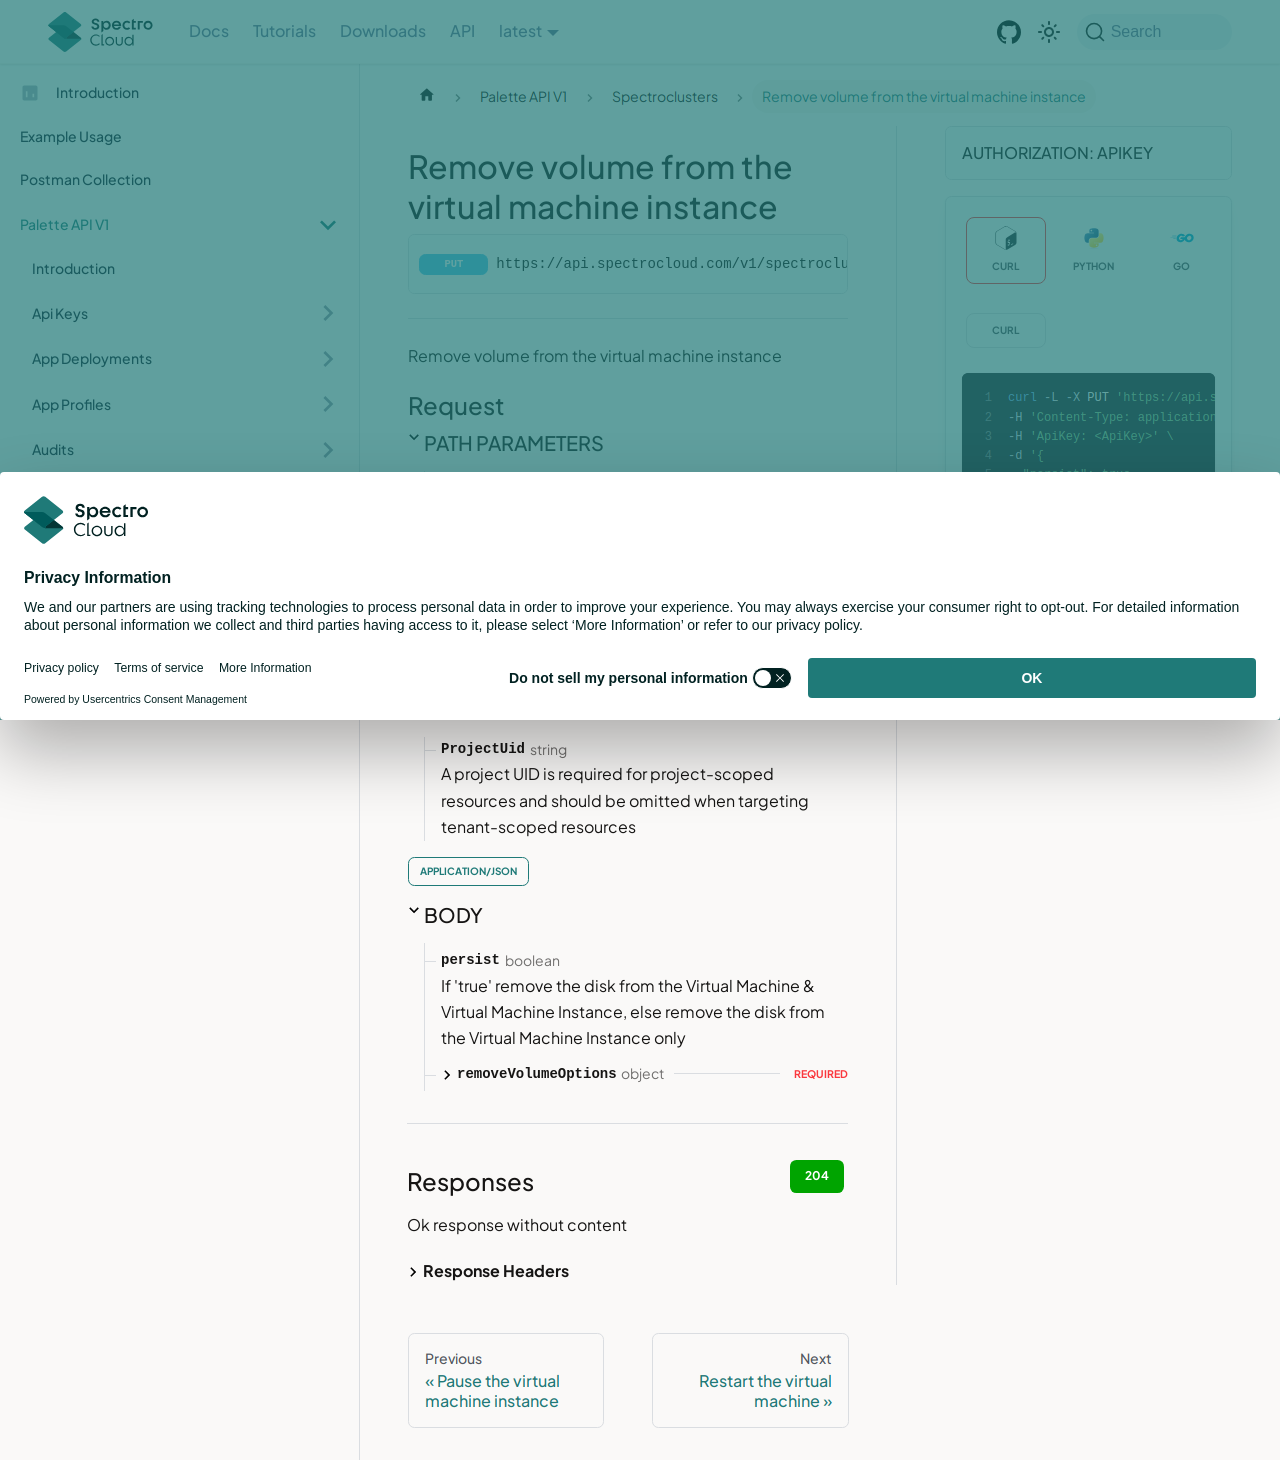 Spectro Cloud
Docs
Tutorials
Downloads
API
latest
Search
Introduction
Example Usage
Postman Collection
Palette API V1
Introduction
Api Keys
App Deployments
App Profiles
Audits
Palette API V1
Spectroclusters
Remove volume from the virtual machine instance
Remove volume from the
virtual machine instance
PUT https://api.spectrocloud.com/v1/spectroclu
Remove volume from the virtual machine instance
Request
PATH PARAMETERS
AUTHORIZATION: APIKEY
CURL
PYTHON
GO
CURL
1 curl -L -X PUT 'https://api.s
2 -H 'Content-Type: application
3 -H 'ApiKey: <ApiKey>' \
4 -d '{
5 "persist": true
Spectro
Cloud
Privacy Information
We and our partners are using tracking technologies to process personal data in order to improve your experience. You may always exercise your consumer right to opt-out. For detailed information
about personal information we collect and third parties having access to it, please select ‘More Information’ or refer to our privacy policy.
Privacy policy
Terms of service
More Information
Powered by Usercentrics Consent Management
Do not sell my personal information
OK
ProjectUid string
A project UID is required for project-scoped
resources and should be omitted when targeting
tenant-scoped resources
APPLICATION/JSON
BODY
persist boolean
If 'true' remove the disk from the Virtual Machine &
Virtual Machine Instance, else remove the disk from
the Virtual Machine Instance only
removeVolumeOptions object REQUIRED
Responses
204
Ok response without content
Response Headers
Previous
« Pause the virtual
machine instance
Next
Restart the virtual
machine »